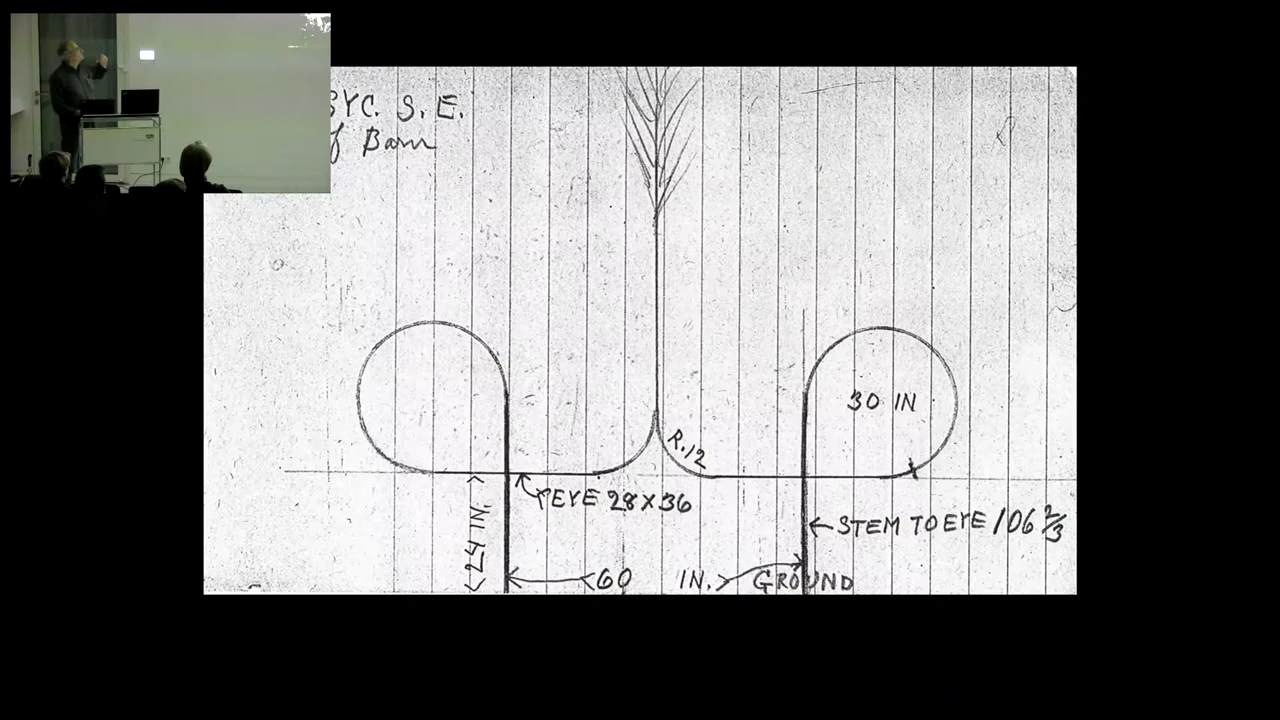 SYC. S. E.
of Barn
R.12
30 IN
EYE 28 X 36
24 IN.
STEM TO EYE 106 2/3
60 IN.
GROUND